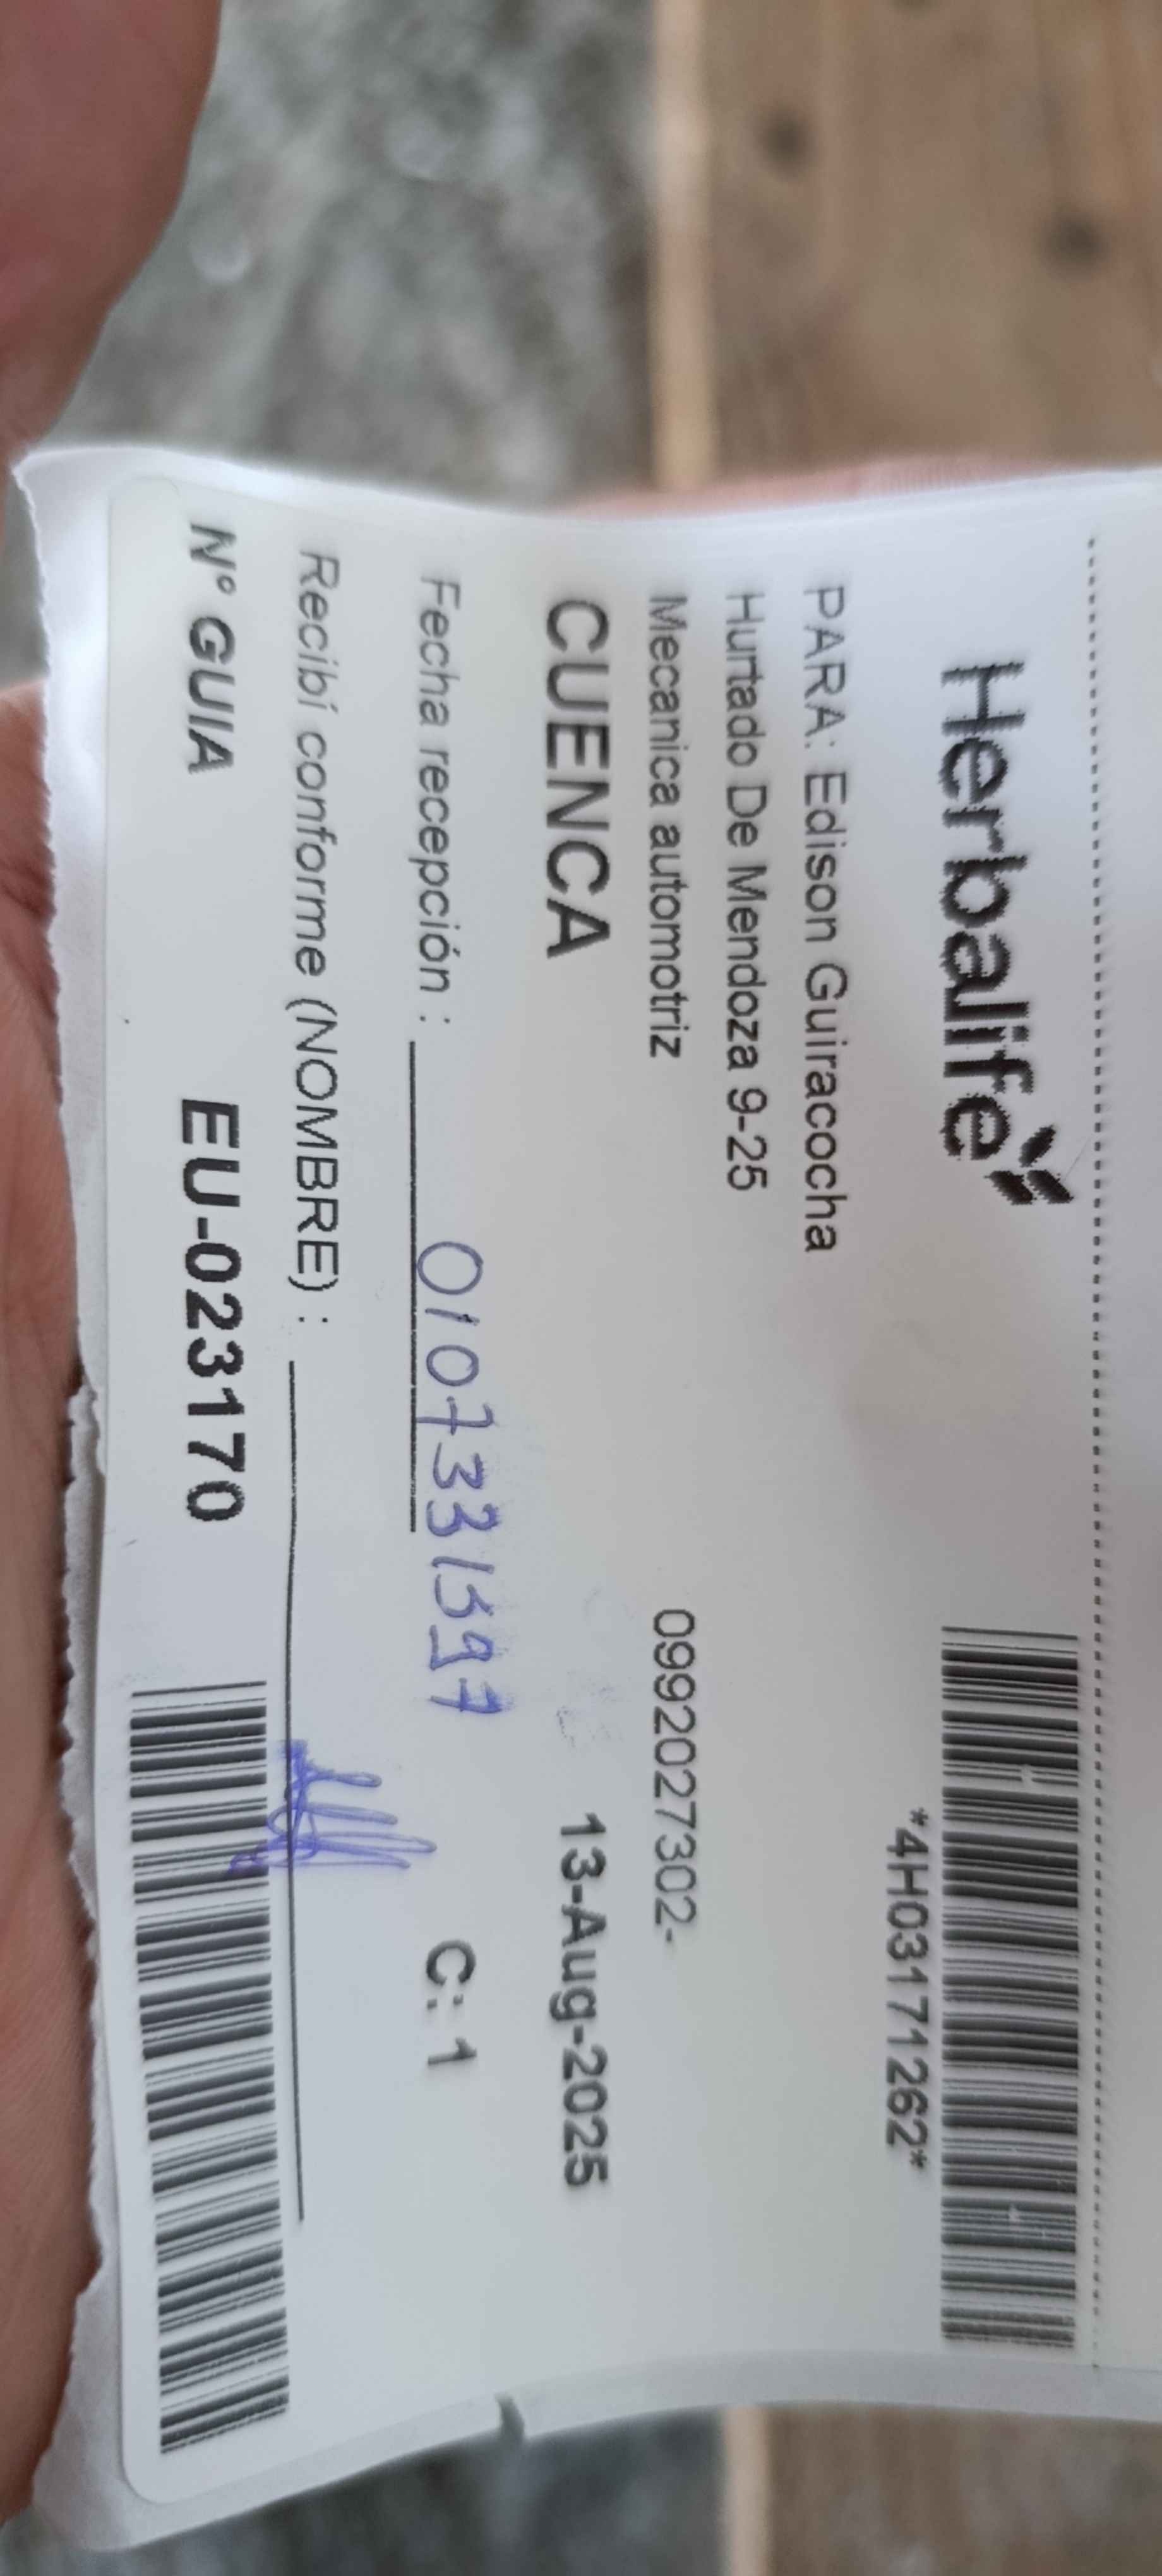 Herbalife
*4H03171262*
PARA: Edison Guiracocha
Hurtado De Mendoza 9-25
Mecanica automotriz 0992027302-
CUENCA 13-Aug-2025
Fecha recepción : 0107331597 C: 1
Recibí conforme (NOMBRE) :
N° GUIA EU-023170